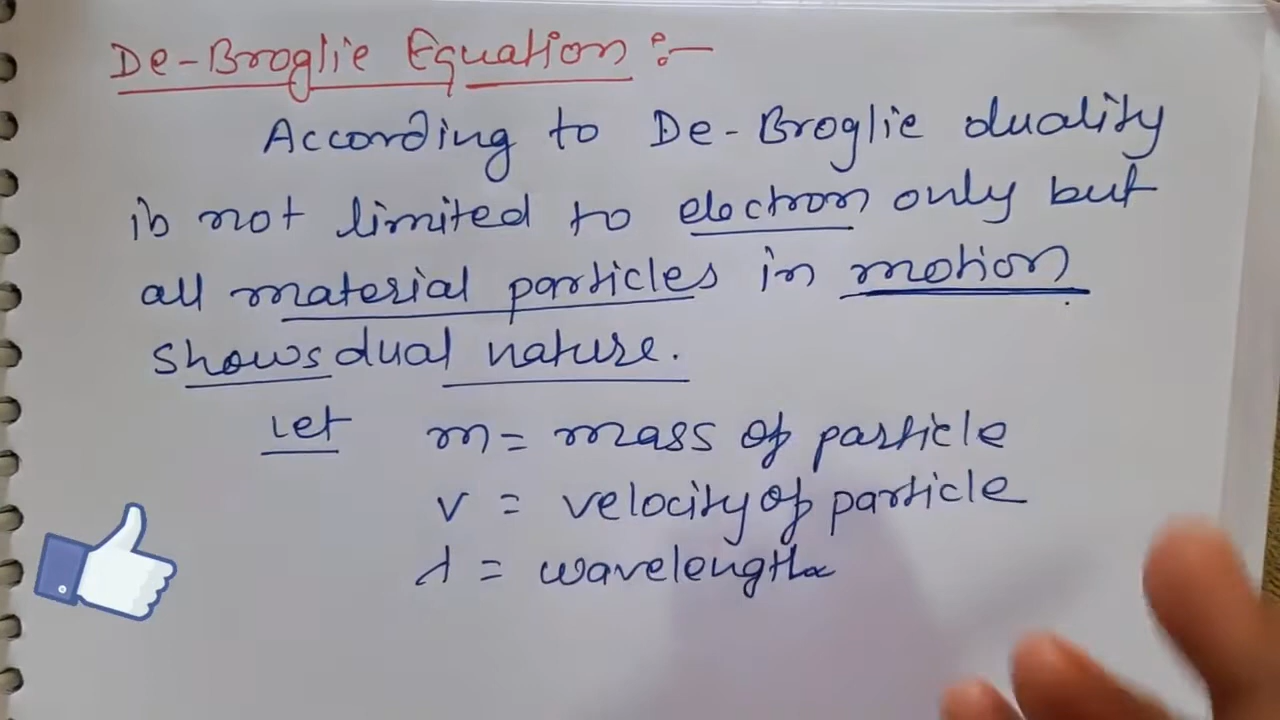 De-Broglie Equation :-
According to De-Broglie duality
is not limited to electron only but
all material particles in motion
shows dual nature.
Let m = mass of particle
v = velocity of particle
λ = wavelength